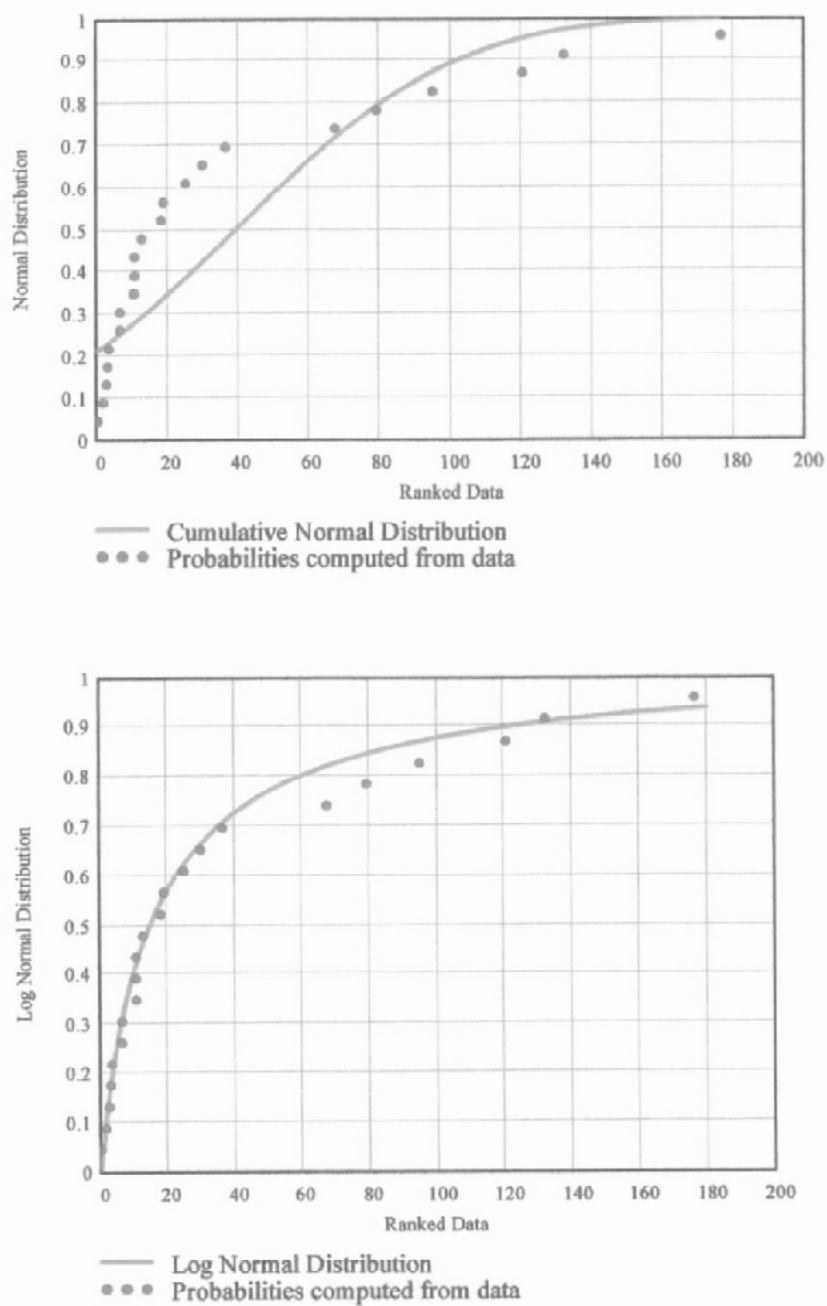 1
0.9
0.8
0.7
0.6
0.5
0.4
0.3
0.2
0.1
0
Normal Distribution
0 20 40 60 80 100 120 140 160 180 200
Ranked Data
Cumulative Normal Distribution
Probabilities computed from data
1
0.9
0.8
0.7
0.6
0.5
0.4
0.3
0.2
0.1
0
Log Normal Distribution
0 20 40 60 80 100 120 140 160 180 200
Ranked Data
Log Normal Distribution
Probabilities computed from data